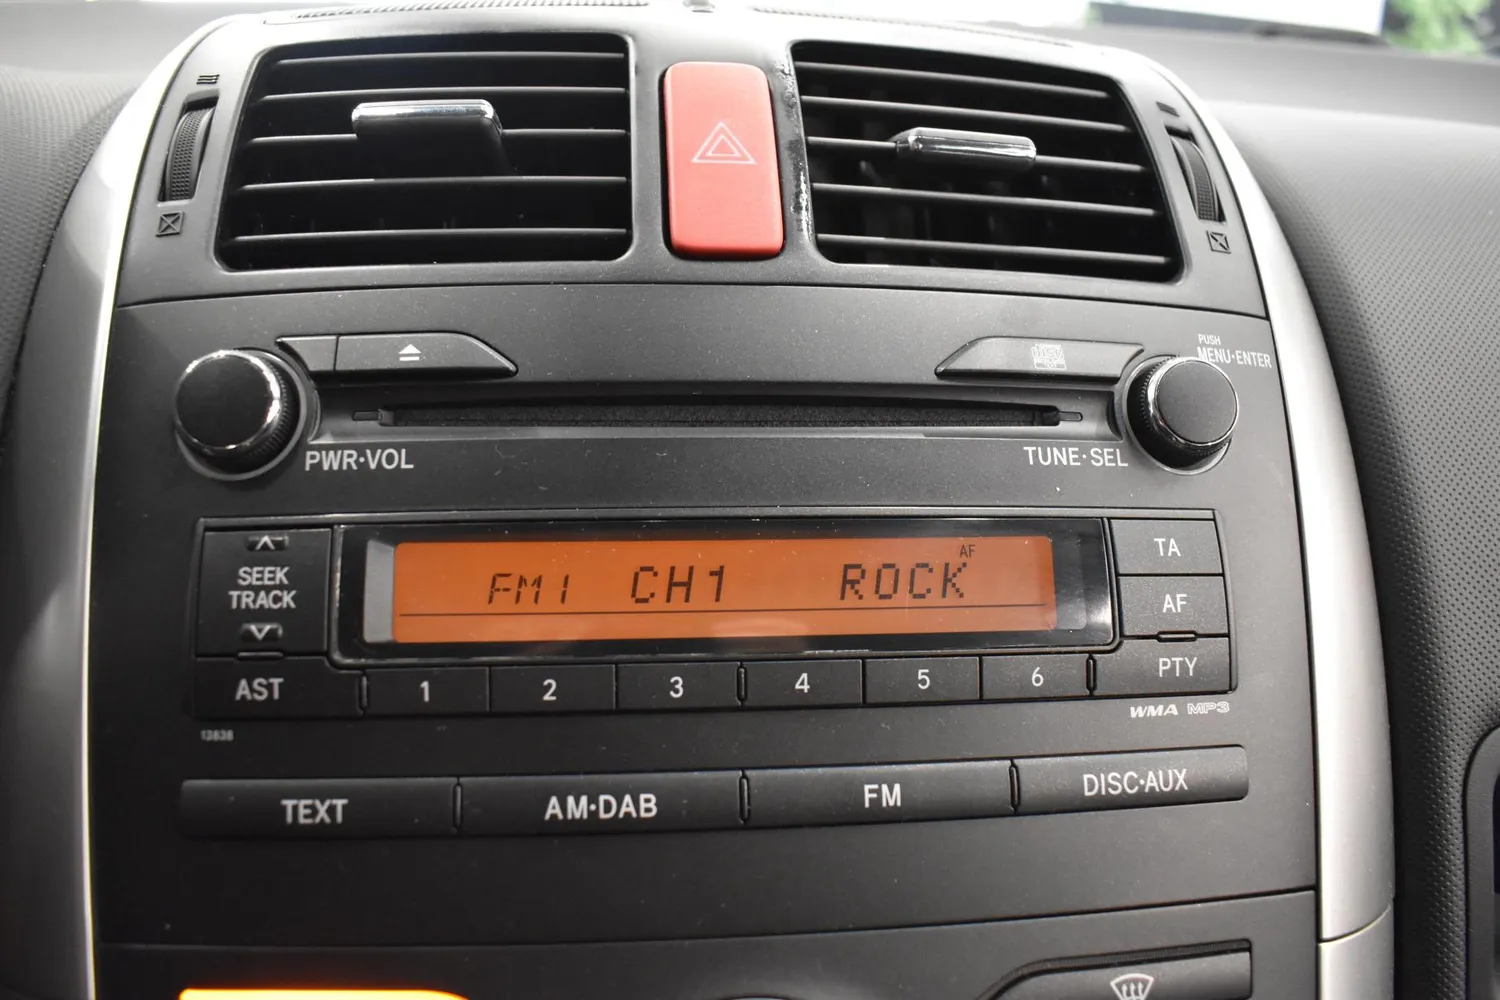 PUSH
MENU·ENTER
PWR·VOL
TUNE·SEL
SEEK
TRACK
AF
FM1 CH1 ROCK
TA
AF
PTY
AST
1 2 3 4 5 6
WMA MP3
13838
TEXT
AM·DAB
FM
DISC·AUX